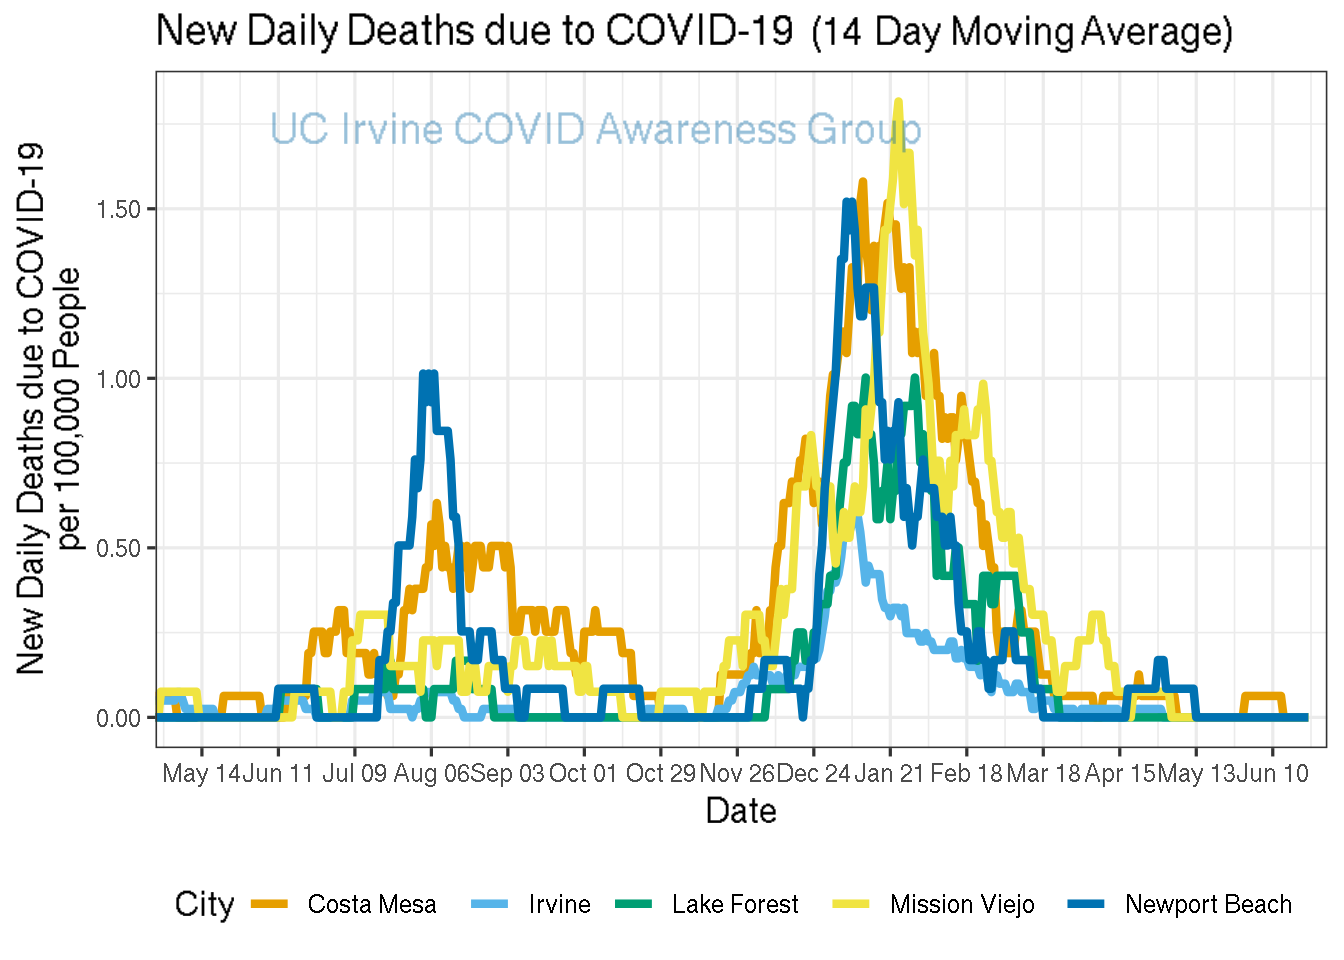 New Daily Deaths due to COVID-19 (14 Day Moving Average)
UC Irvine COVID Awareness Group
New Daily Deaths due to COVID-19
per 100,000 People
1.50
1.00
0.50
0.00
May 14 Jun 11 Jul 09 Aug 06 Sep 03 Oct 01 Oct 29 Nov 26 Dec 24 Jan 21 Feb 18 Mar 18 Apr 15 May 13 Jun 10
Date
City Costa Mesa Irvine Lake Forest Mission Viejo Newport Beach